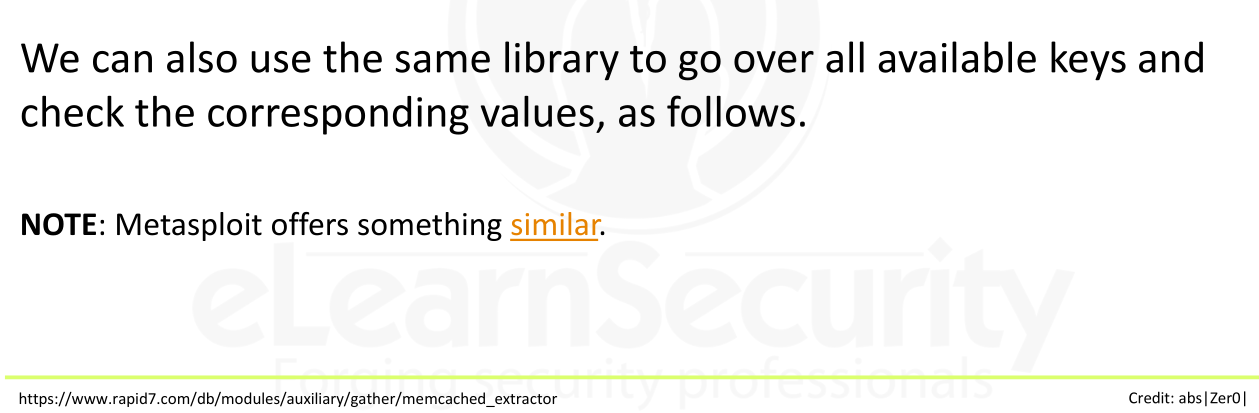 We can also use the same library to go over all available keys and
check the corresponding values, as follows.
NOTE: Metasploit offers something similar.
eLearnSecurity
Forging security professionals
https://www.rapid7.com/db/modules/auxiliary/gather/memcached_extractor
Credit: abs|Zer0|